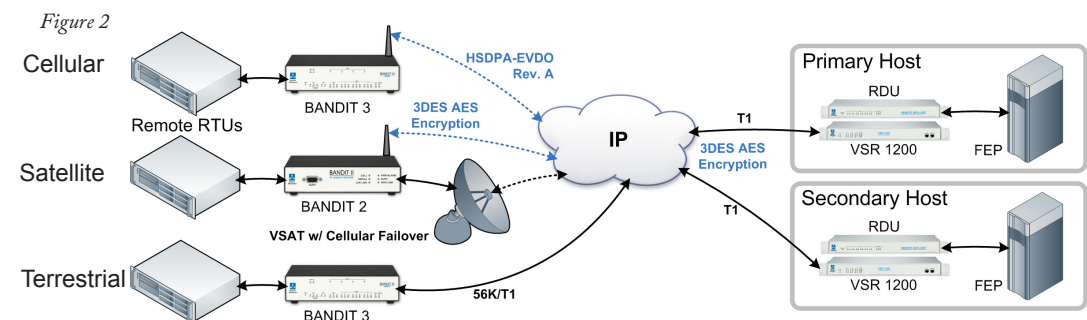 Figure 2
Cellular
Remote RTUs
BANDIT 3
HSDPA-EVDO
Rev. A
3DES AES
Encryption
Satellite
BANDIT II
BANDIT 2
VSAT w/ Cellular Failover
Terrestrial
BANDIT 3
56K/T1
IP
T1
3DES AES
Encryption
T1
Primary Host
RDU
VSR 1200
FEP
Secondary Host
RDU
VSR 1200
FEP